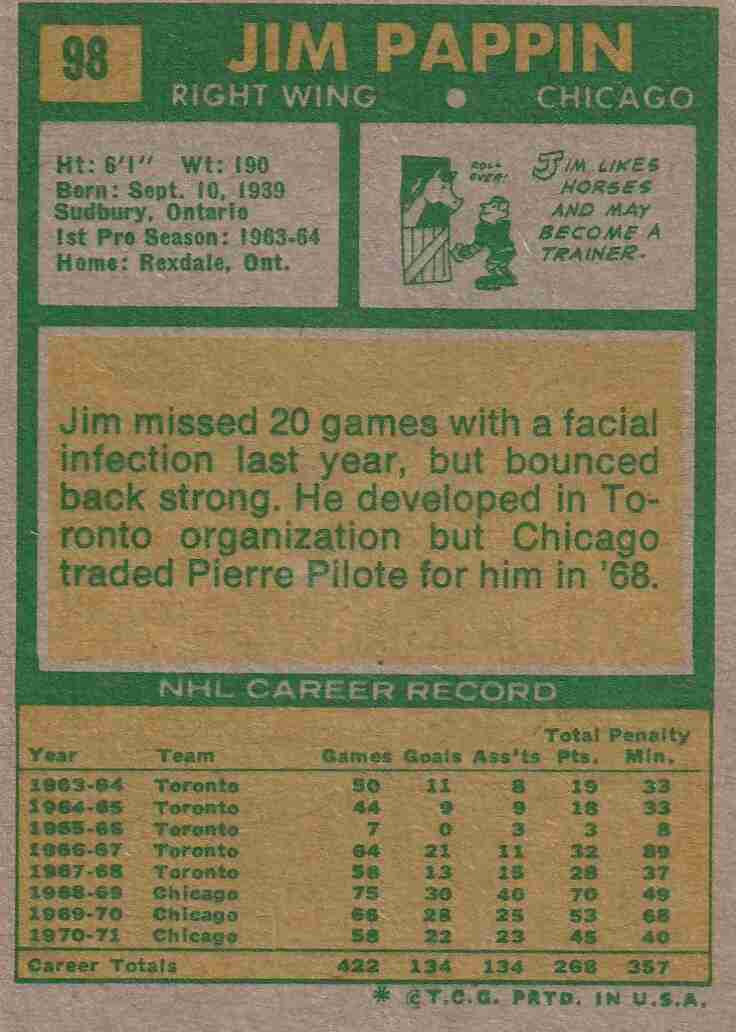 98
JIM PAPPIN
RIGHT WING • CHICAGO
Ht: 6'1" Wt: 190
Born: Sept. 10, 1939
Sudbury, Ontario
1st Pro Season: 1963-64
Home: Rexdale, Ont.
ROLL
OVER!
JIM LIKES
HORSES
AND MAY
BECOME A
TRAINER.
Jim missed 20 games with a facial
infection last year, but bounced
back strong. He developed in To-
ronto organization but Chicago
traded Pierre Pilote for him in '68.
NHL CAREER RECORD
Total Penalty
Year Team Games Goals Ass'ts Pts. Min.
1963-64 Toronto 50 11 8 19 33
1964-65 Toronto 44 9 9 18 33
1965-66 Toronto 7 0 3 3 8
1966-67 Toronto 64 21 11 32 89
1967-68 Toronto 58 13 15 28 37
1968-69 Chicago 75 30 40 70 49
1969-70 Chicago 66 28 25 53 68
1970-71 Chicago 58 22 23 45 40
Career Totals 422 134 134 268 357
* © T.C.G. PRTD. IN U.S.A.